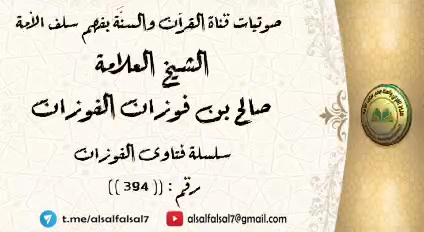 صوتيات قناة القرآن والسنَّة بفهم سلف الأمة
الشيخ العلامة
صالح بن فوزان الفوزان
سلسلة فتاوى الفوزان
رقم : (( 394 ))
t.me/alsalfalsal7
alsalfalsal7@gmail.com